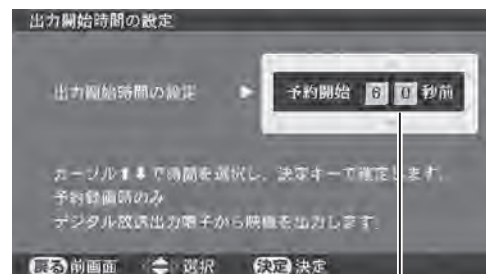 出力開始時間の設定
出力開始時間の設定 ▶ 予約開始 60 秒前
カーソル⬆⬇で時間を選択し、決定キーで確定します。
予約録画時のみ
デジタル放送出力端子から映像を出力します
戻る 前画面 選択 決定 決定